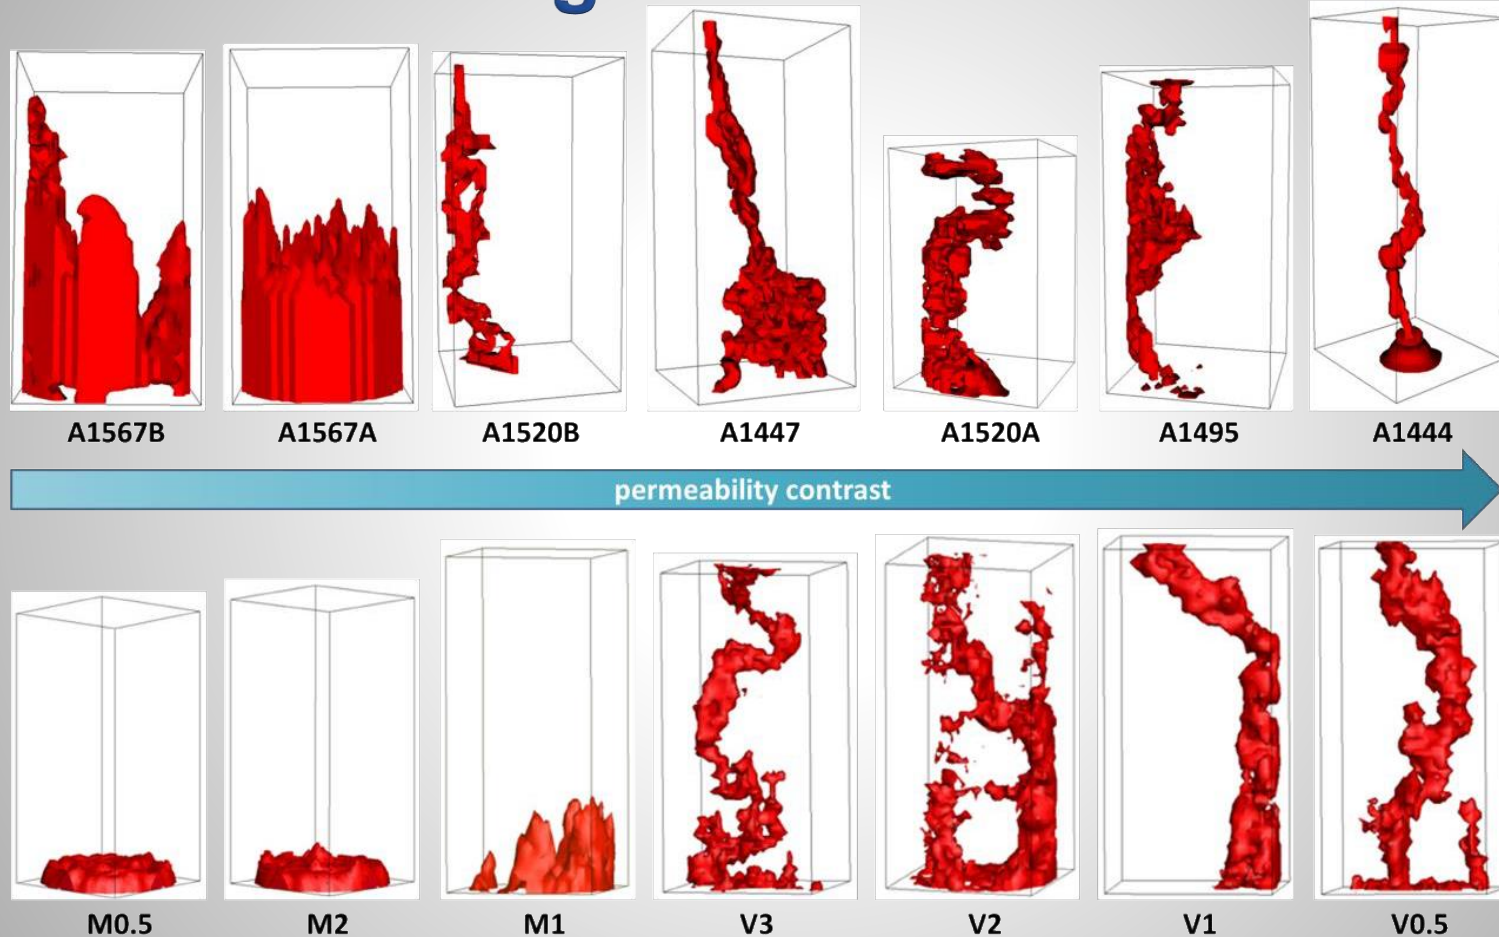 A1567B A1567A A1520B A1447 A1520A A1495 A1444
permeability contrast
M0.5 M2 M1 V3 V2 V1 V0.5